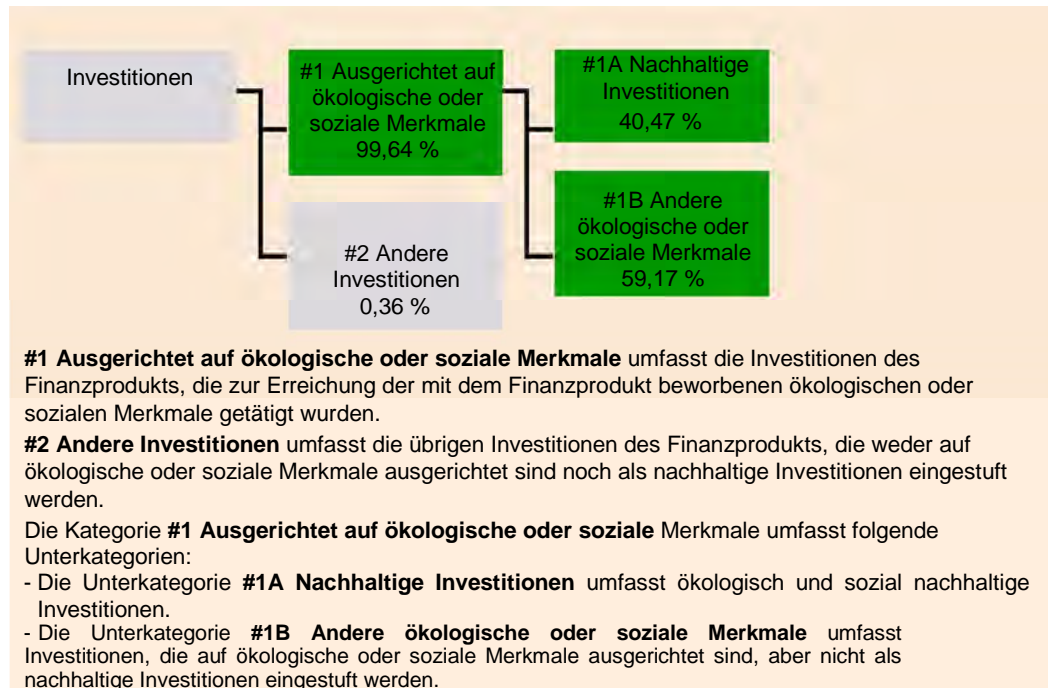 Investitionen
#1 Ausgerichtet auf
ökologische oder
soziale Merkmale
99,64 %
#2 Andere
Investitionen
0,36 %
#1A Nachhaltige
Investitionen
40,47 %
#1B Andere
ökologische oder
soziale Merkmale
59,17 %
#1 Ausgerichtet auf ökologische oder soziale Merkmale umfasst die Investitionen des
Finanzprodukts, die zur Erreichung der mit dem Finanzprodukt beworbenen ökologischen oder
sozialen Merkmale getätigt wurden.
#2 Andere Investitionen umfasst die übrigen Investitionen des Finanzprodukts, die weder auf
ökologische oder soziale Merkmale ausgerichtet sind noch als nachhaltige Investitionen eingestuft
werden.
Die Kategorie #1 Ausgerichtet auf ökologische oder soziale Merkmale umfasst folgende
Unterkategorien:
- Die Unterkategorie #1A Nachhaltige Investitionen umfasst ökologisch und sozial nachhaltige
Investitionen.
- Die Unterkategorie #1B Andere ökologische oder soziale Merkmale umfasst
Investitionen, die auf ökologische oder soziale Merkmale ausgerichtet sind, aber nicht als
nachhaltige Investitionen eingestuft werden.